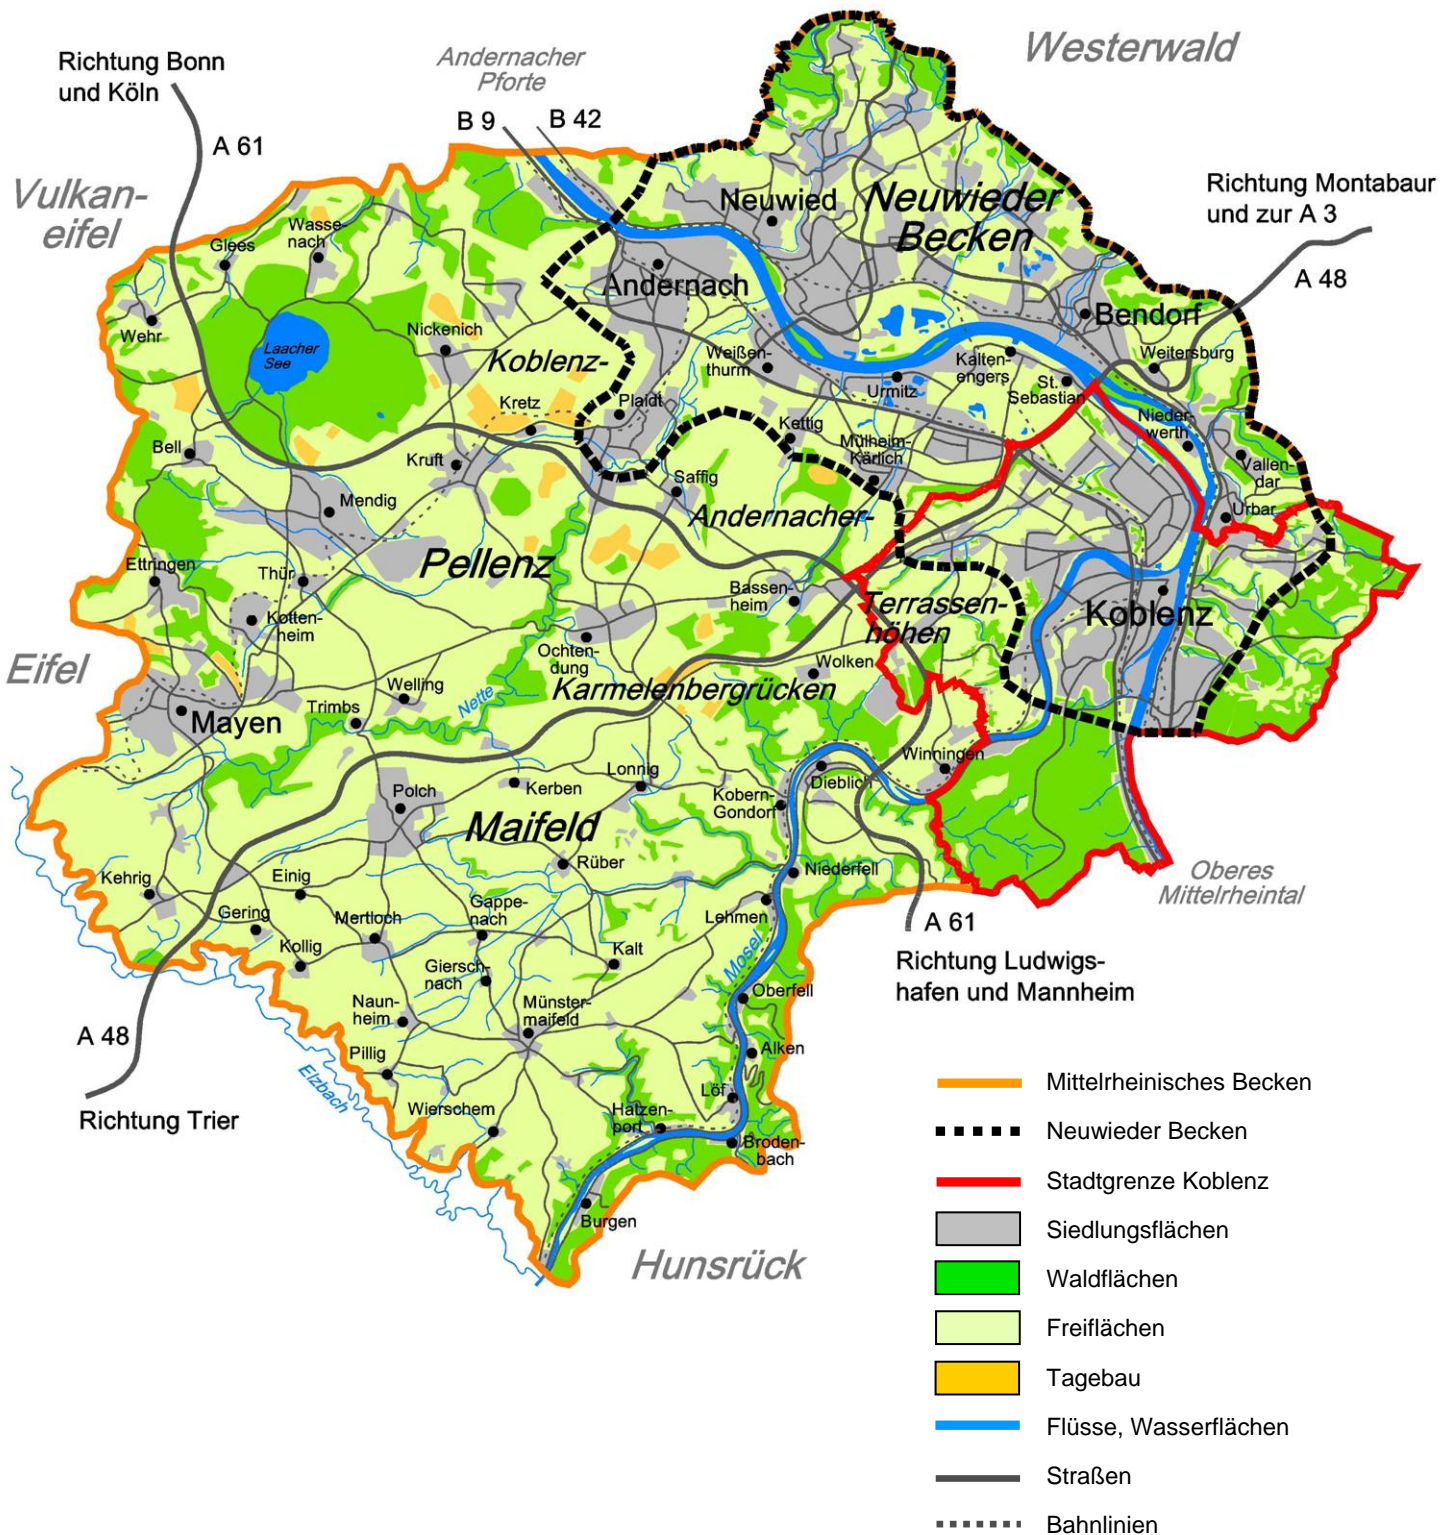 Westerwald
Andernacher
Pforte
Richtung Bonn
und Köln
B 9
B 42
A 61
Vulkan-
eifel
Richtung Montabaur
und zur A 3
A 48
Neuwied
Neuwieder
Becken
Wasse-
nach
Glees
Andernach
Bendorf
Wehr
Laacher
See
Nickenich
Koblenz-
Weißen-
thurm
Kalten-
engers
Weitersburg
Urmitz
St.
Sebastian
Kretz
Plaidt
Kettig
Nieder-
werth
Bell
Kruft
Mülheim-
Kärlich
Vallen-
dar
Saffig
Mendig
Andernacher-
Urbar
Pellenz
Ettringen
Thür
Bassen-
heim
Terrassen-
höhen
Koblenz
Kotten-
heim
Ochten-
dung
Eifel
Wolken
Karmelenbergrücken
Welling
Nette
Trimbs
Mayen
Winningen
Lonnig
Dieblich
Kerben
Polch
Kobern-
Gondorf
Maifeld
Rüber
Niederfell
Oberes
Mittelrheintal
Kehrig
Einig
Gappe-
nach
Lehmen
Gering
Mertloch
A 61
Kollig
Kalt
Mosel
Richtung Ludwigs-
hafen und Mannheim
Giersch-
nach
Oberfell
Naun-
heim
Münster-
maifeld
A 48
Alken
Pillig
Elzbach
Löf
Richtung Trier
Wierschem
Hatzen-
port
Broden-
bach
Burgen
Hunsrück
Mittelrheinisches Becken
Neuwieder Becken
Stadtgrenze Koblenz
Siedlungsflächen
Waldflächen
Freiflächen
Tagebau
Flüsse, Wasserflächen
Straßen
Bahnlinien